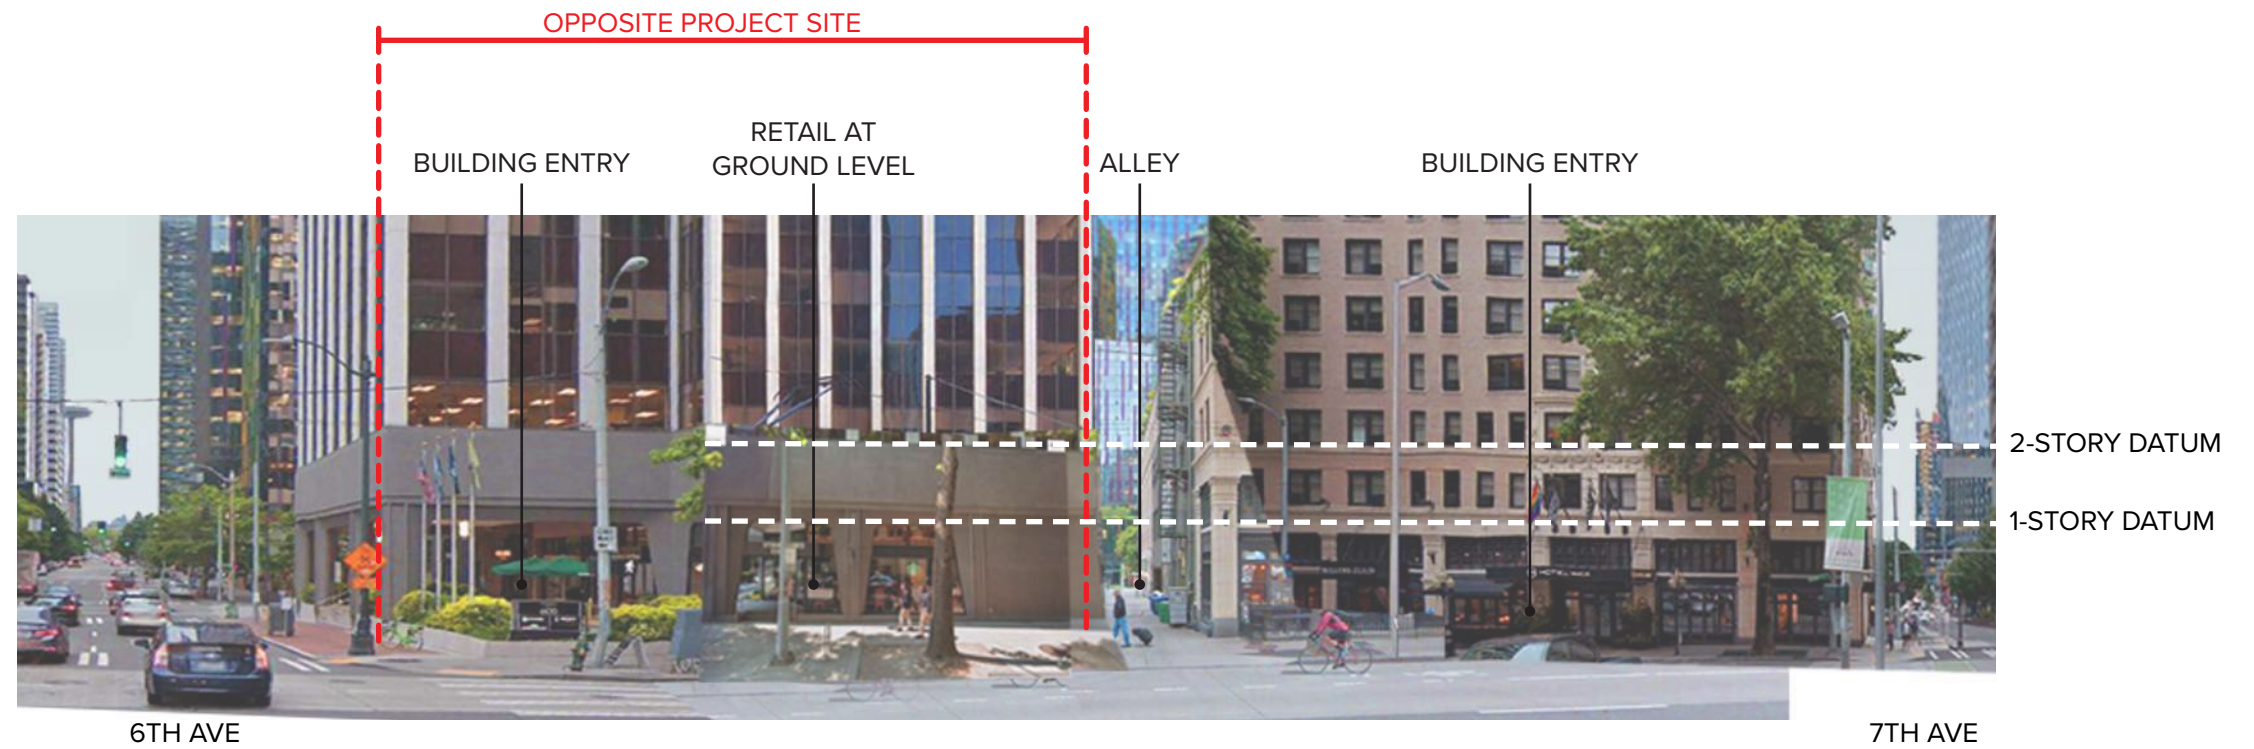 OPPOSITE PROJECT SITE
RETAIL AT
GROUND LEVEL
BUILDING ENTRY
ALLEY
BUILDING ENTRY
2-STORY DATUM
1-STORY DATUM
6TH AVE
7TH AVE